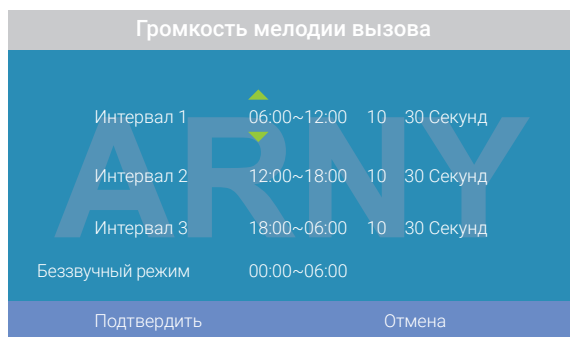 Громкость мелодии вызова
Интервал 1 06:00~12:00 10 30 Секунд
Интервал 2 12:00~18:00 10 30 Секунд
Интервал 3 18:00~06:00 10 30 Секунд
Беззвучный режим 00:00~06:00
Подтвердить Отмена
ARNY